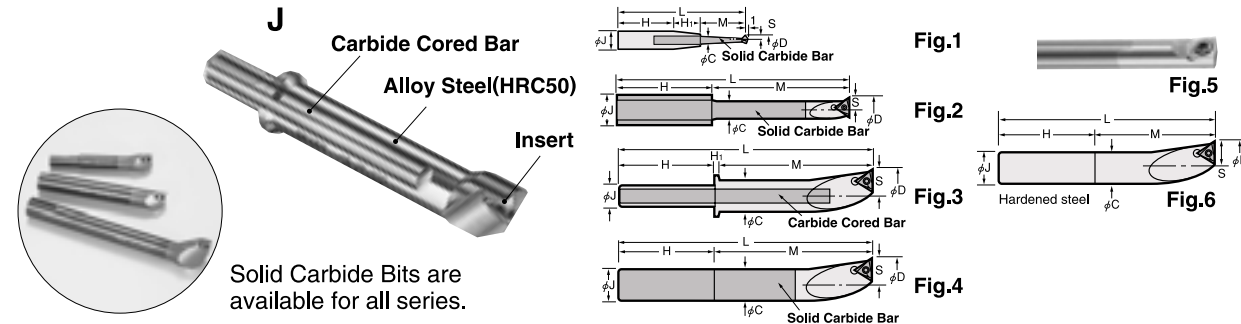 J
Carbide Cored Bar
Alloy Steel(HRC50)
Insert
Solid Carbide Bits are
available for all series.
L
H H1 M 1 S
φJ φC φD
Solid Carbide Bar
Fig.1
L
H M
φJ φC S φD
Solid Carbide Bar
Fig.2
L
H H1 M
φJ φC S φD
Carbide Cored Bar
Fig.3
L
H M
φJ φC S φD
Solid Carbide Bar
Fig.4
Fig.5
L
H M
φJ φC S
Hardened steel
Fig.6